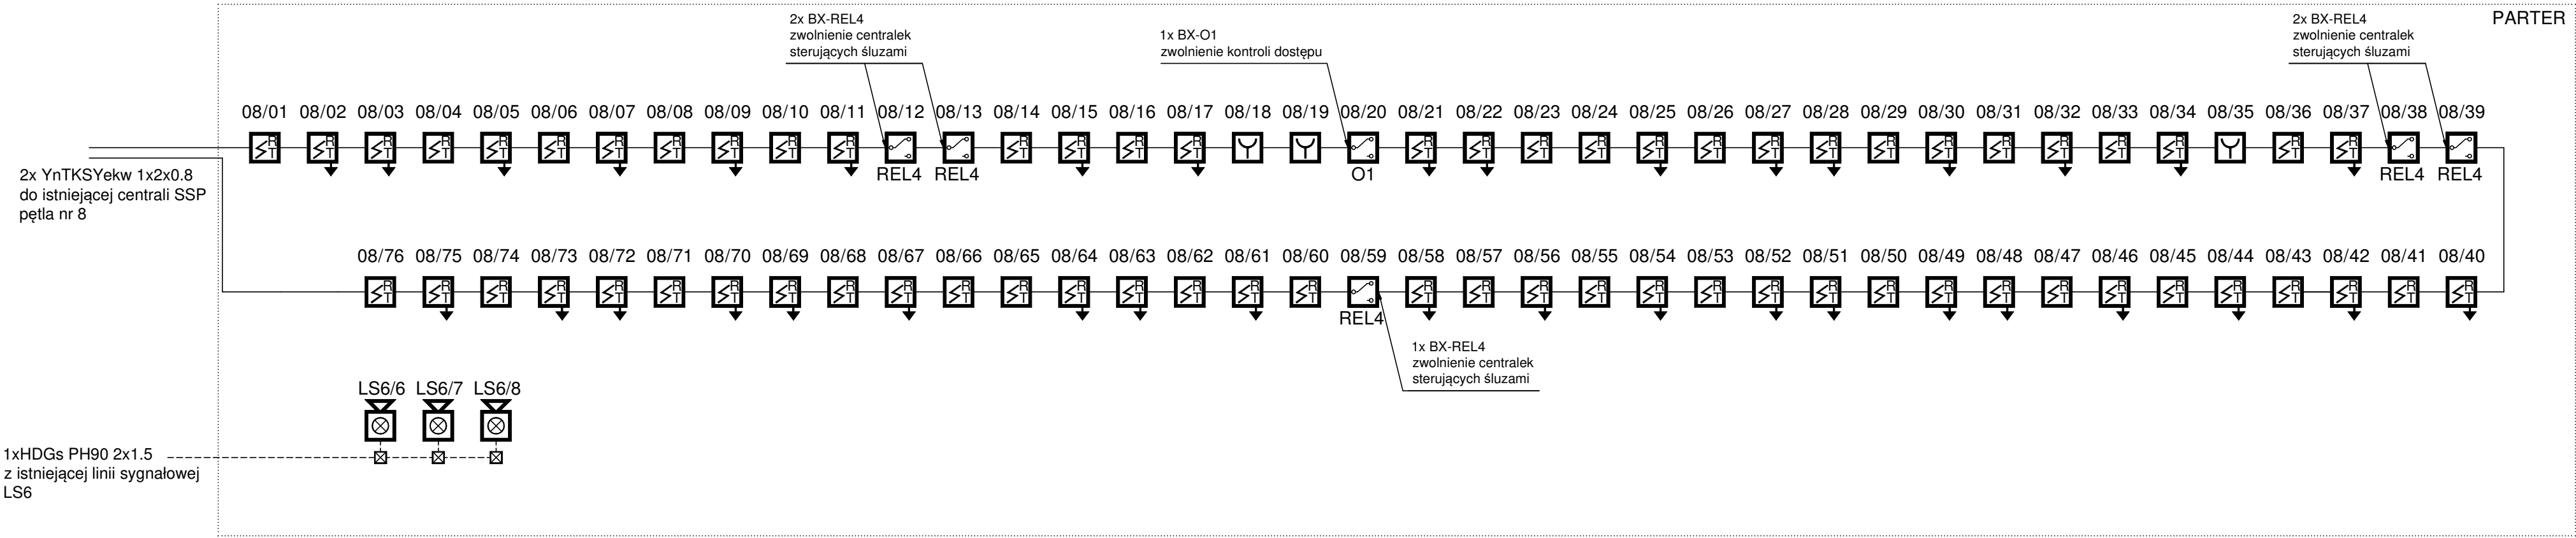 PARTER
2x BX-REL4
zwolnienie centralek
sterujących śluzami
1x BX-O1
zwolnienie kontroli dostępu
2x BX-REL4
zwolnienie centralek
sterujących śluzami
08/01 08/02 08/03 08/04 08/05 08/06 08/07 08/08 08/09 08/10 08/11 08/12 08/13 08/14 08/15 08/16 08/17 08/18 08/19 08/20 08/21 08/22 08/23 08/24 08/25 08/26 08/27 08/28 08/29 08/30 08/31 08/32 08/33 08/34 08/35 08/36 08/37 08/38 08/39
R R R R R R R R R R R R R R R R R R R R R R R R R R R R R R R
T T T T T T T T T T T T T T T T T T T T T T T T T T T T T T T
REL4 REL4 O1 REL4 REL4
2x YnTKSYekw 1x2x0.8
do istniejącej centrali SSP
pętla nr 8
08/76 08/75 08/74 08/73 08/72 08/71 08/70 08/69 08/68 08/67 08/66 08/65 08/64 08/63 08/62 08/61 08/60 08/59 08/58 08/57 08/56 08/55 08/54 08/53 08/52 08/51 08/50 08/49 08/48 08/47 08/46 08/45 08/44 08/43 08/42 08/41 08/40
R R R R R R R R R R R R R R R R R R R R R R R R R R R R R R R R R R R R
T T T T T T T T T T T T T T T T T T T T T T T T T T T T T T T T T T T T
REL4
1x BX-REL4
zwolnienie centralek
sterujących śluzami
LS6/6 LS6/7 LS6/8
1xHDGs PH90 2x1.5
z istniejącej linii sygnałowej
LS6